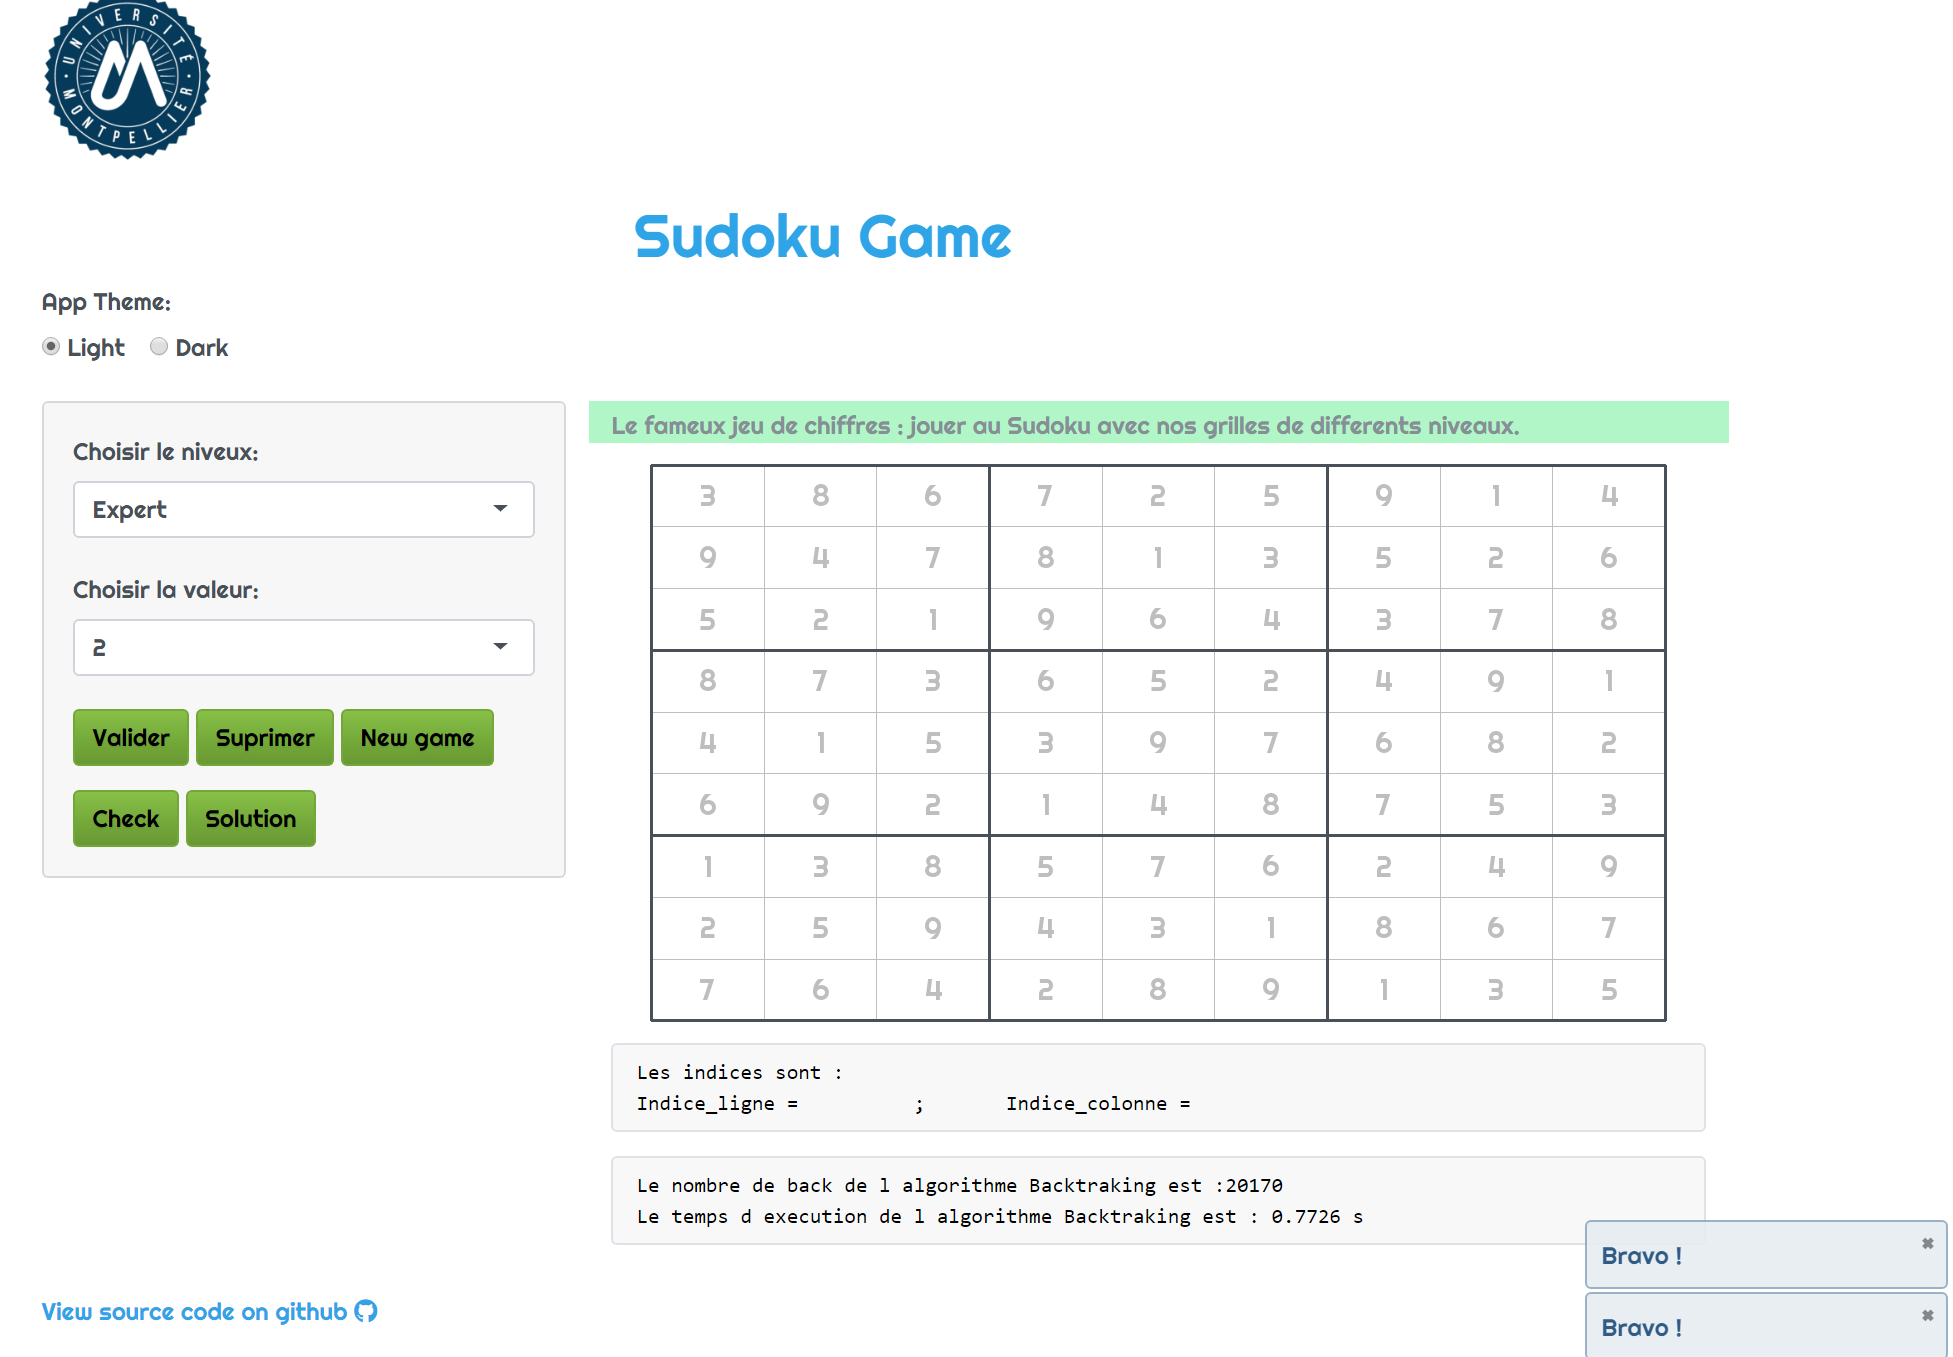 UNIVERSITÉ
MONTPELLIER
Sudoku Game
App Theme:
Light Dark
Choisir le niveux:
Expert
Choisir la valeur:
2
Valider Suprimer New game
Check Solution
Le fameux jeu de chiffres : jouer au Sudoku avec nos grilles de differents niveaux.
3 8 6 7 2 5 9 1 4
9 4 7 8 1 3 5 2 6
5 2 1 9 6 4 3 7 8
8 7 3 6 5 2 4 9 1
4 1 5 3 9 7 6 8 2
6 9 2 1 4 8 7 5 3
1 3 8 5 7 6 2 4 9
2 5 9 4 3 1 8 6 7
7 6 4 2 8 9 1 3 5
Les indices sont :
Indice_ligne = ; Indice_colonne =
Le nombre de back de l algorithme Backtraking est :20170
Le temps d execution de l algorithme Backtraking est : 0.7726 s
Bravo !
Bravo !
View source code on github